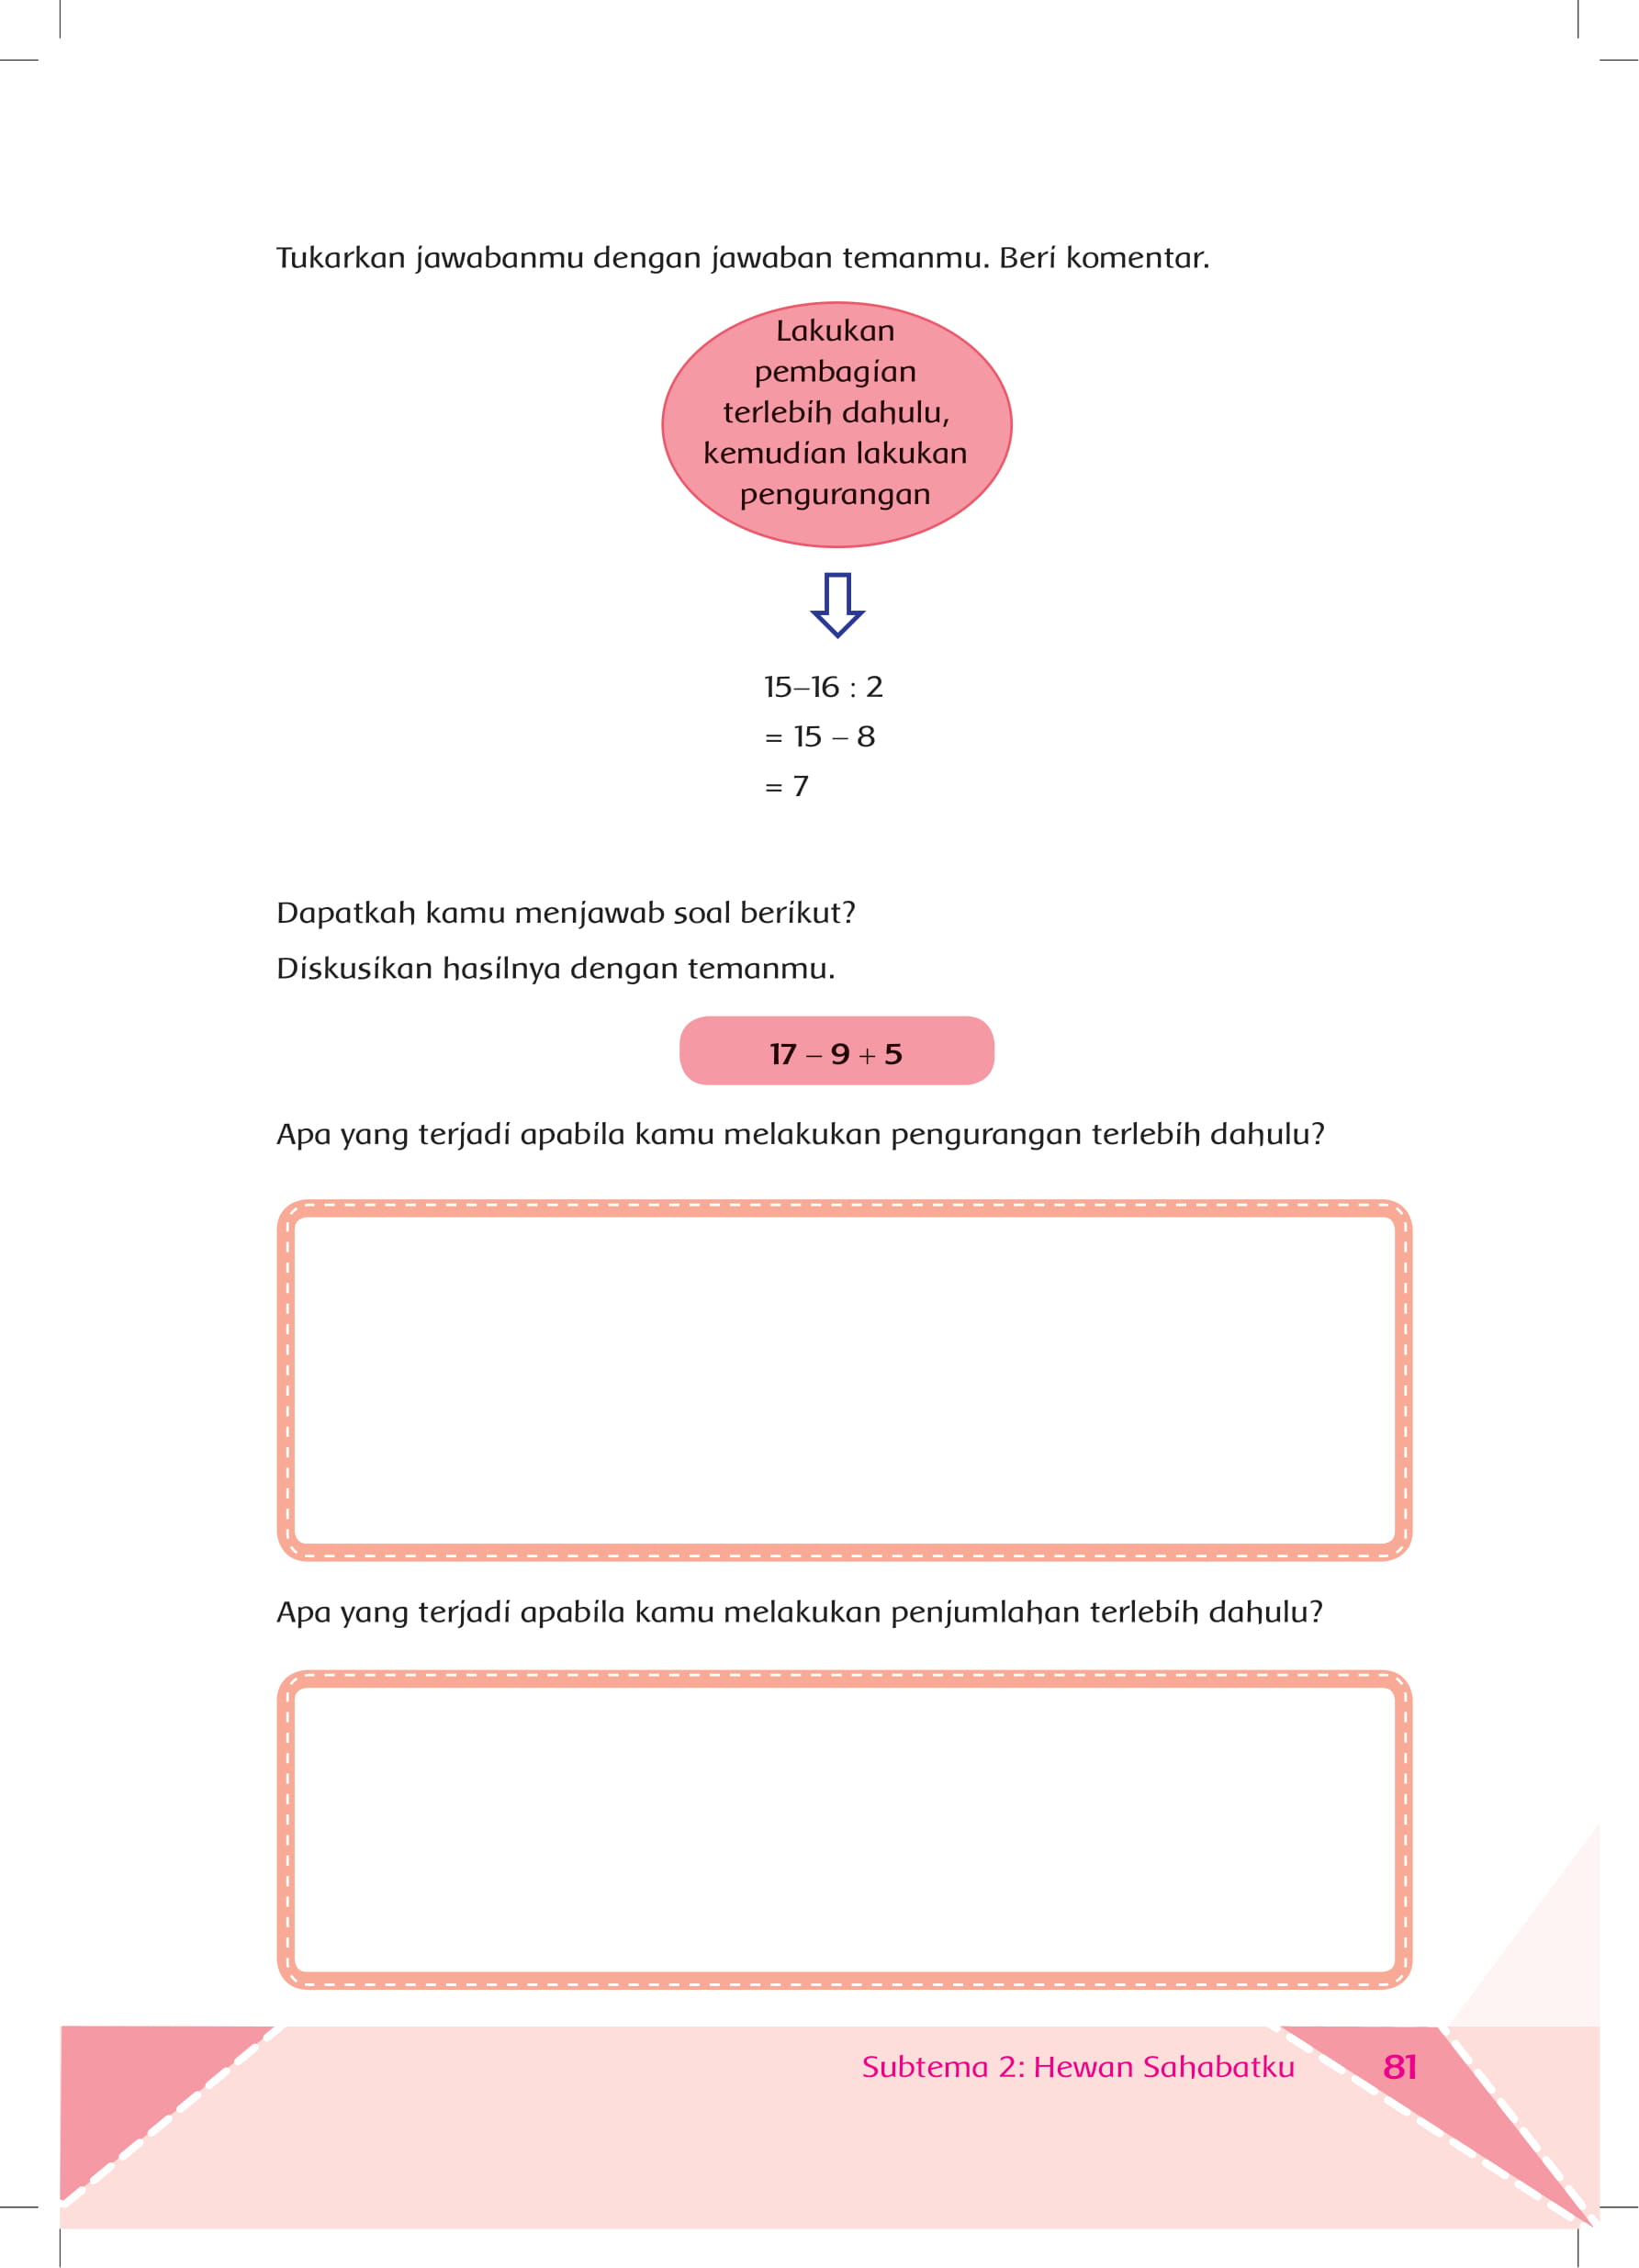 Tukarkan jawabanmu dengan jawaban temanmu. Beri komentar.
Lakukan
pembagian
terlebih dahulu,
kemudian lakukan
pengurangan
15–16 : 2
= 15 – 8
= 7
Dapatkah kamu menjawab soal berikut?
Diskusikan hasilnya dengan temanmu.
17 – 9 + 5
Apa yang terjadi apabila kamu melakukan pengurangan terlebih dahulu?
Apa yang terjadi apabila kamu melakukan penjumlahan terlebih dahulu?
Subtema 2: Hewan Sahabatku 81